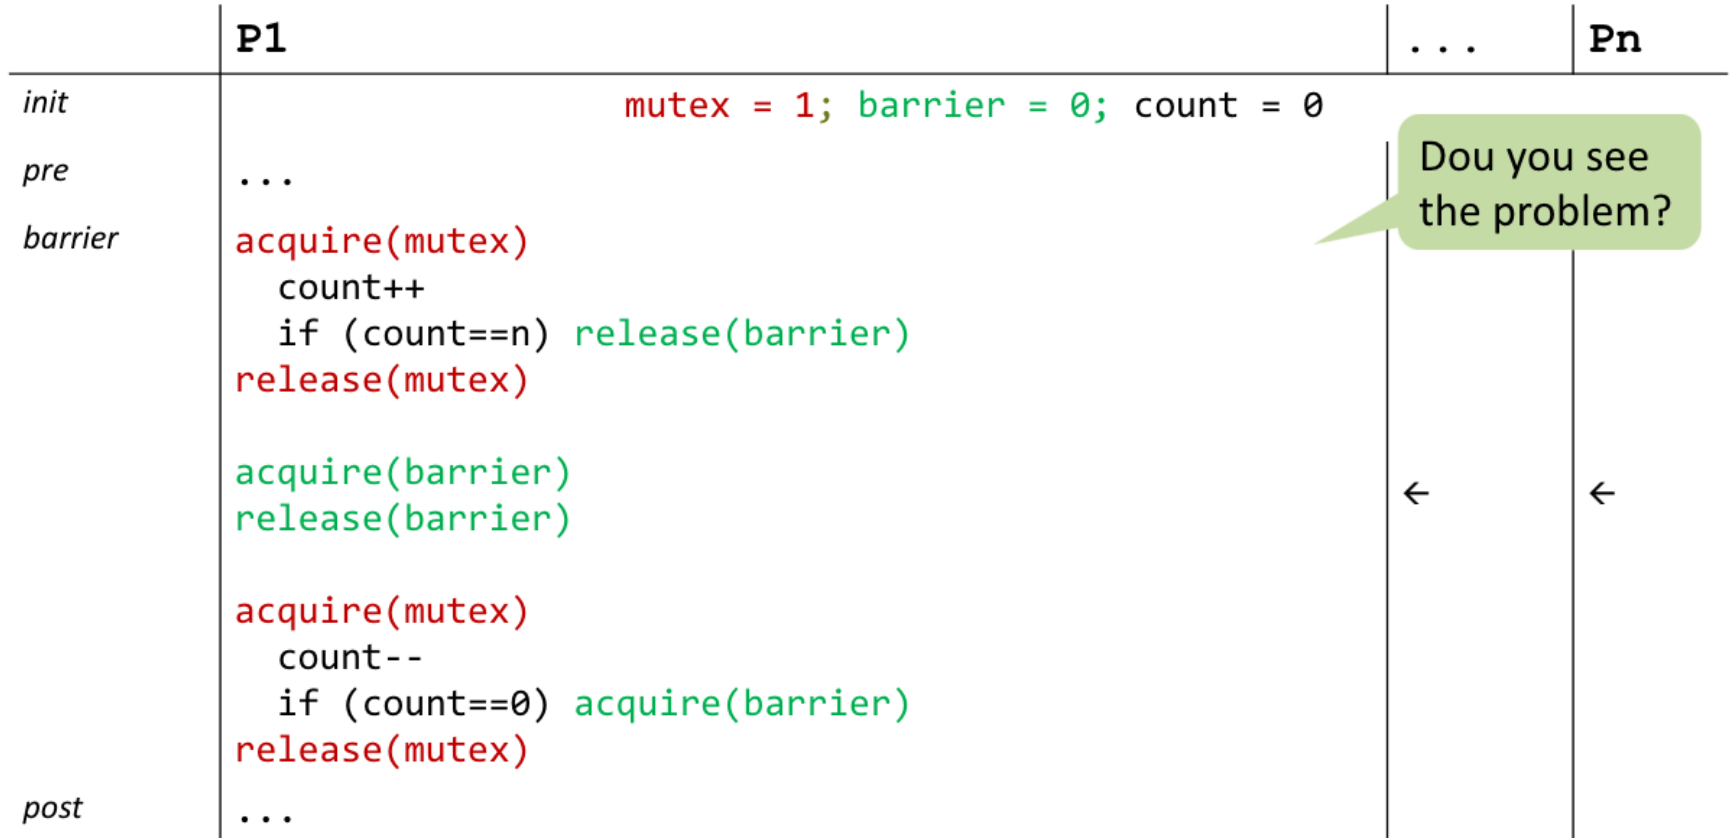 P1 ... Pn
init mutex = 1; barrier = 0; count = 0
Dou you see
the problem?
pre ...
barrier acquire(mutex)
count++
if (count==n) release(barrier)
release(mutex)
acquire(barrier)
← ←
release(barrier)
acquire(mutex)
count--
if (count==0) acquire(barrier)
release(mutex)
post ...